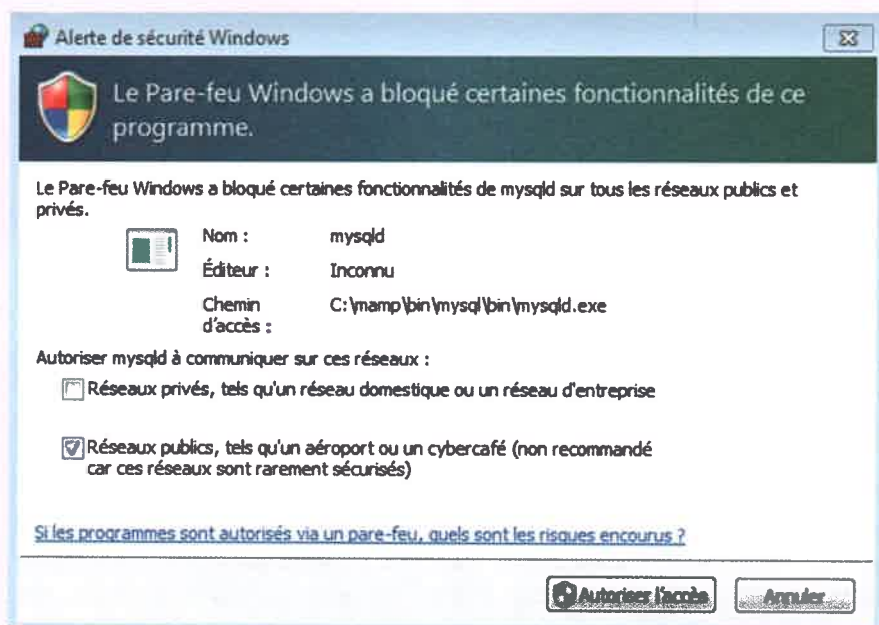 Alerte de sécurité Windows
Le Pare-feu Windows a bloqué certaines fonctionnalités de ce
programme.
Le Pare-feu Windows a bloqué certaines fonctionnalités de mysqld sur tous les réseaux publics et
privés.
Nom : mysqld
Éditeur : Inconnu
Chemin C:\mamp\bin\mysql\bin\mysqld.exe
d'accès :
Autoriser mysqld à communiquer sur ces réseaux :
Réseaux privés, tels qu'un réseau domestique ou un réseau d'entreprise
Réseaux publics, tels qu'un aéroport ou un cybercafé (non recommandé
car ces réseaux sont rarement sécurisés)
Si les programmes sont autorisés via un pare-feu, quels sont les risques encourus ?
Autoriser l'accès Annuler